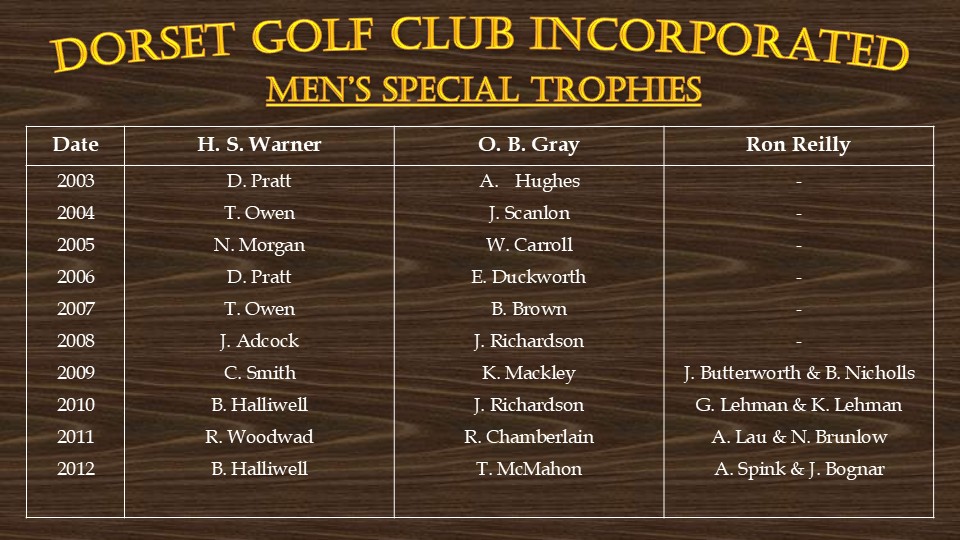 DORSET GOLF CLUB INCORPORATED
MEN'S SPECIAL TROPHIES
Date H. S. Warner O. B. Gray Ron Reilly
2003 D. Pratt A. Hughes -
2004 T. Owen J. Scanlon -
2005 N. Morgan W. Carroll -
2006 D. Pratt E. Duckworth -
2007 T. Owen B. Brown -
2008 J. Adcock J. Richardson -
2009 C. Smith K. Mackley J. Butterworth & B. Nicholls
2010 B. Halliwell J. Richardson G. Lehman & K. Lehman
2011 R. Woodwad R. Chamberlain A. Lau & N. Brunlow
2012 B. Halliwell T. McMahon A. Spink & J. Bognar